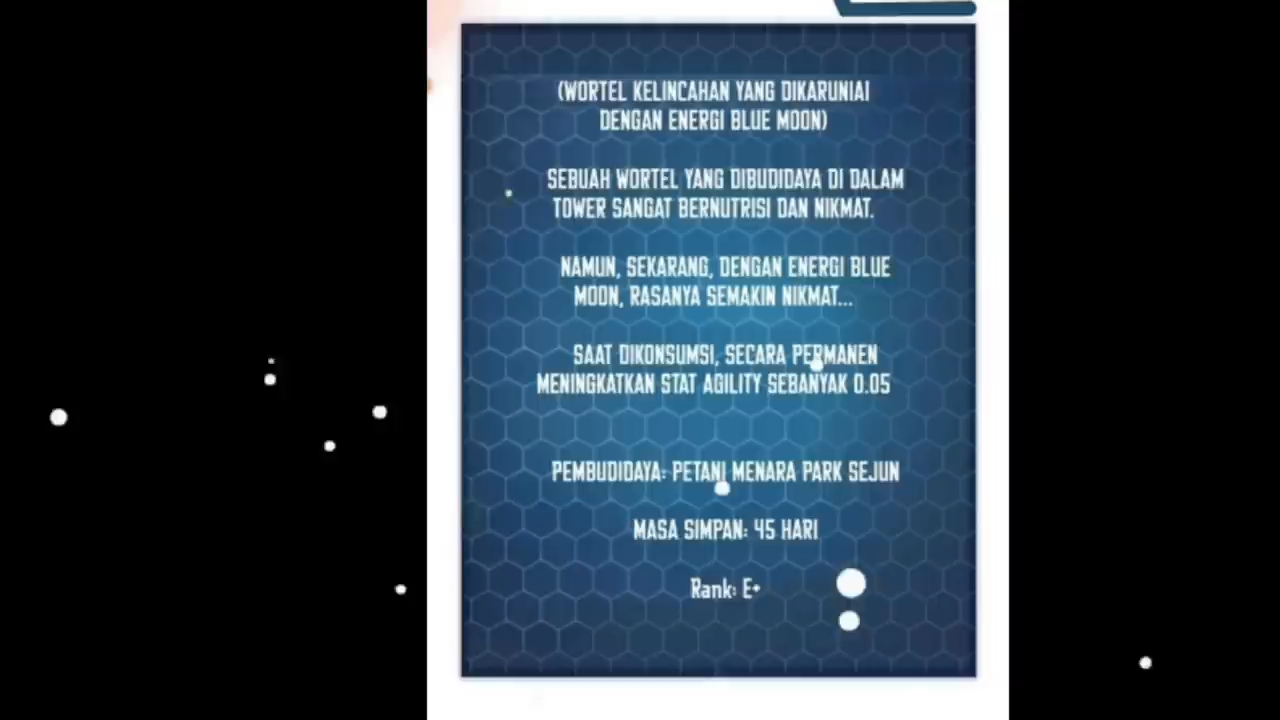 (WORTEL KELINCAHAN YANG DIKARUNIAI
DENGAN ENERGI BLUE MOON)
SEBUAH WORTEL YANG DIBUDIDAYA DI DALAM
TOWER SANGAT BERNUTRISI DAN NIKMAT.
NAMUN, SEKARANG, DENGAN ENERGI BLUE
MOON, RASANYA SEMAKIN NIKMAT...
SAAT DIKONSUMSI, SECARA PERMANEN
MENINGKATKAN STAT AGILITY SEBANYAK 0.05
PEMBUDIDAYA: PETANI MENARA PARK SEJUN
MASA SIMPAN: 45 HARI
Rank: E+